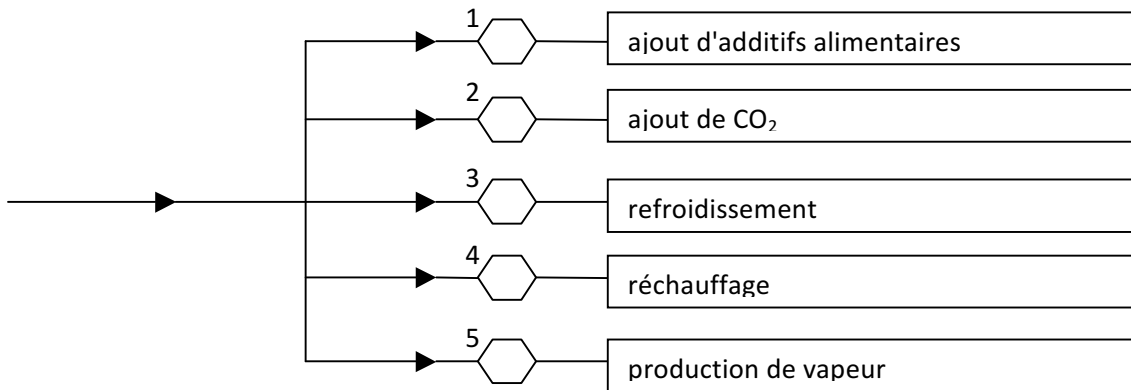 1 ajout d'additifs alimentaires
2 ajout de CO₂
3 refroidissement
4 réchauffage
5 production de vapeur